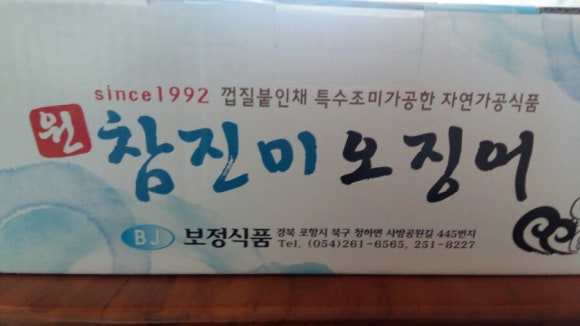 since1992 껍질붙인채 특수조미가공한 자연가공식품
원 참진미 오징어
BJ 보정식품 경북 포항시 북구 청하면 사방공원길 445번지
Tel. (054)261-6565, 251-8227